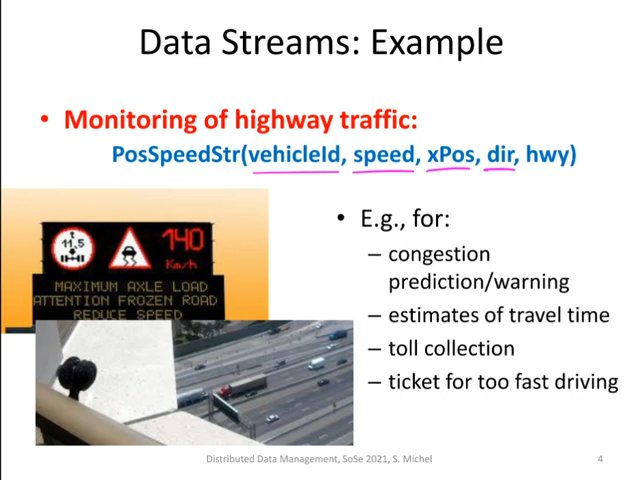 Data Streams: Example
• Monitoring of highway traffic:
PosSpeedStr(vehicleId, speed, xPos, dir, hwy)
11,5
140
Km/h
MAXIMUM AXLE LOAD
ATTENTION FROZEN ROAD
REDUCE SPEED
• E.g., for:
– congestion
prediction/warning
– estimates of travel time
– toll collection
– ticket for too fast driving
Distributed Data Management, SoSe 2021, S. Michel
4